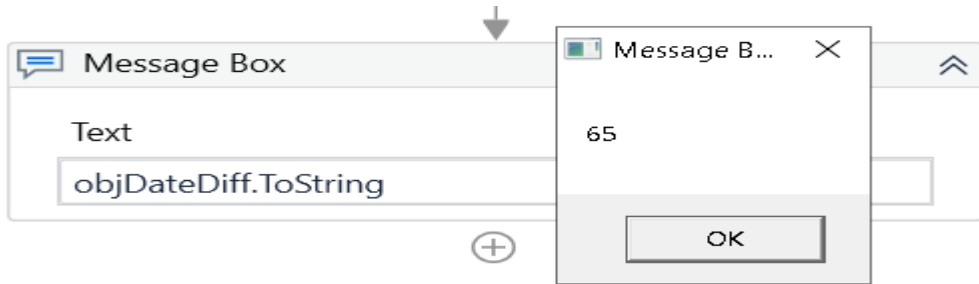 Message Box
Text
objDateDiff.ToString
Message B...
65
OK